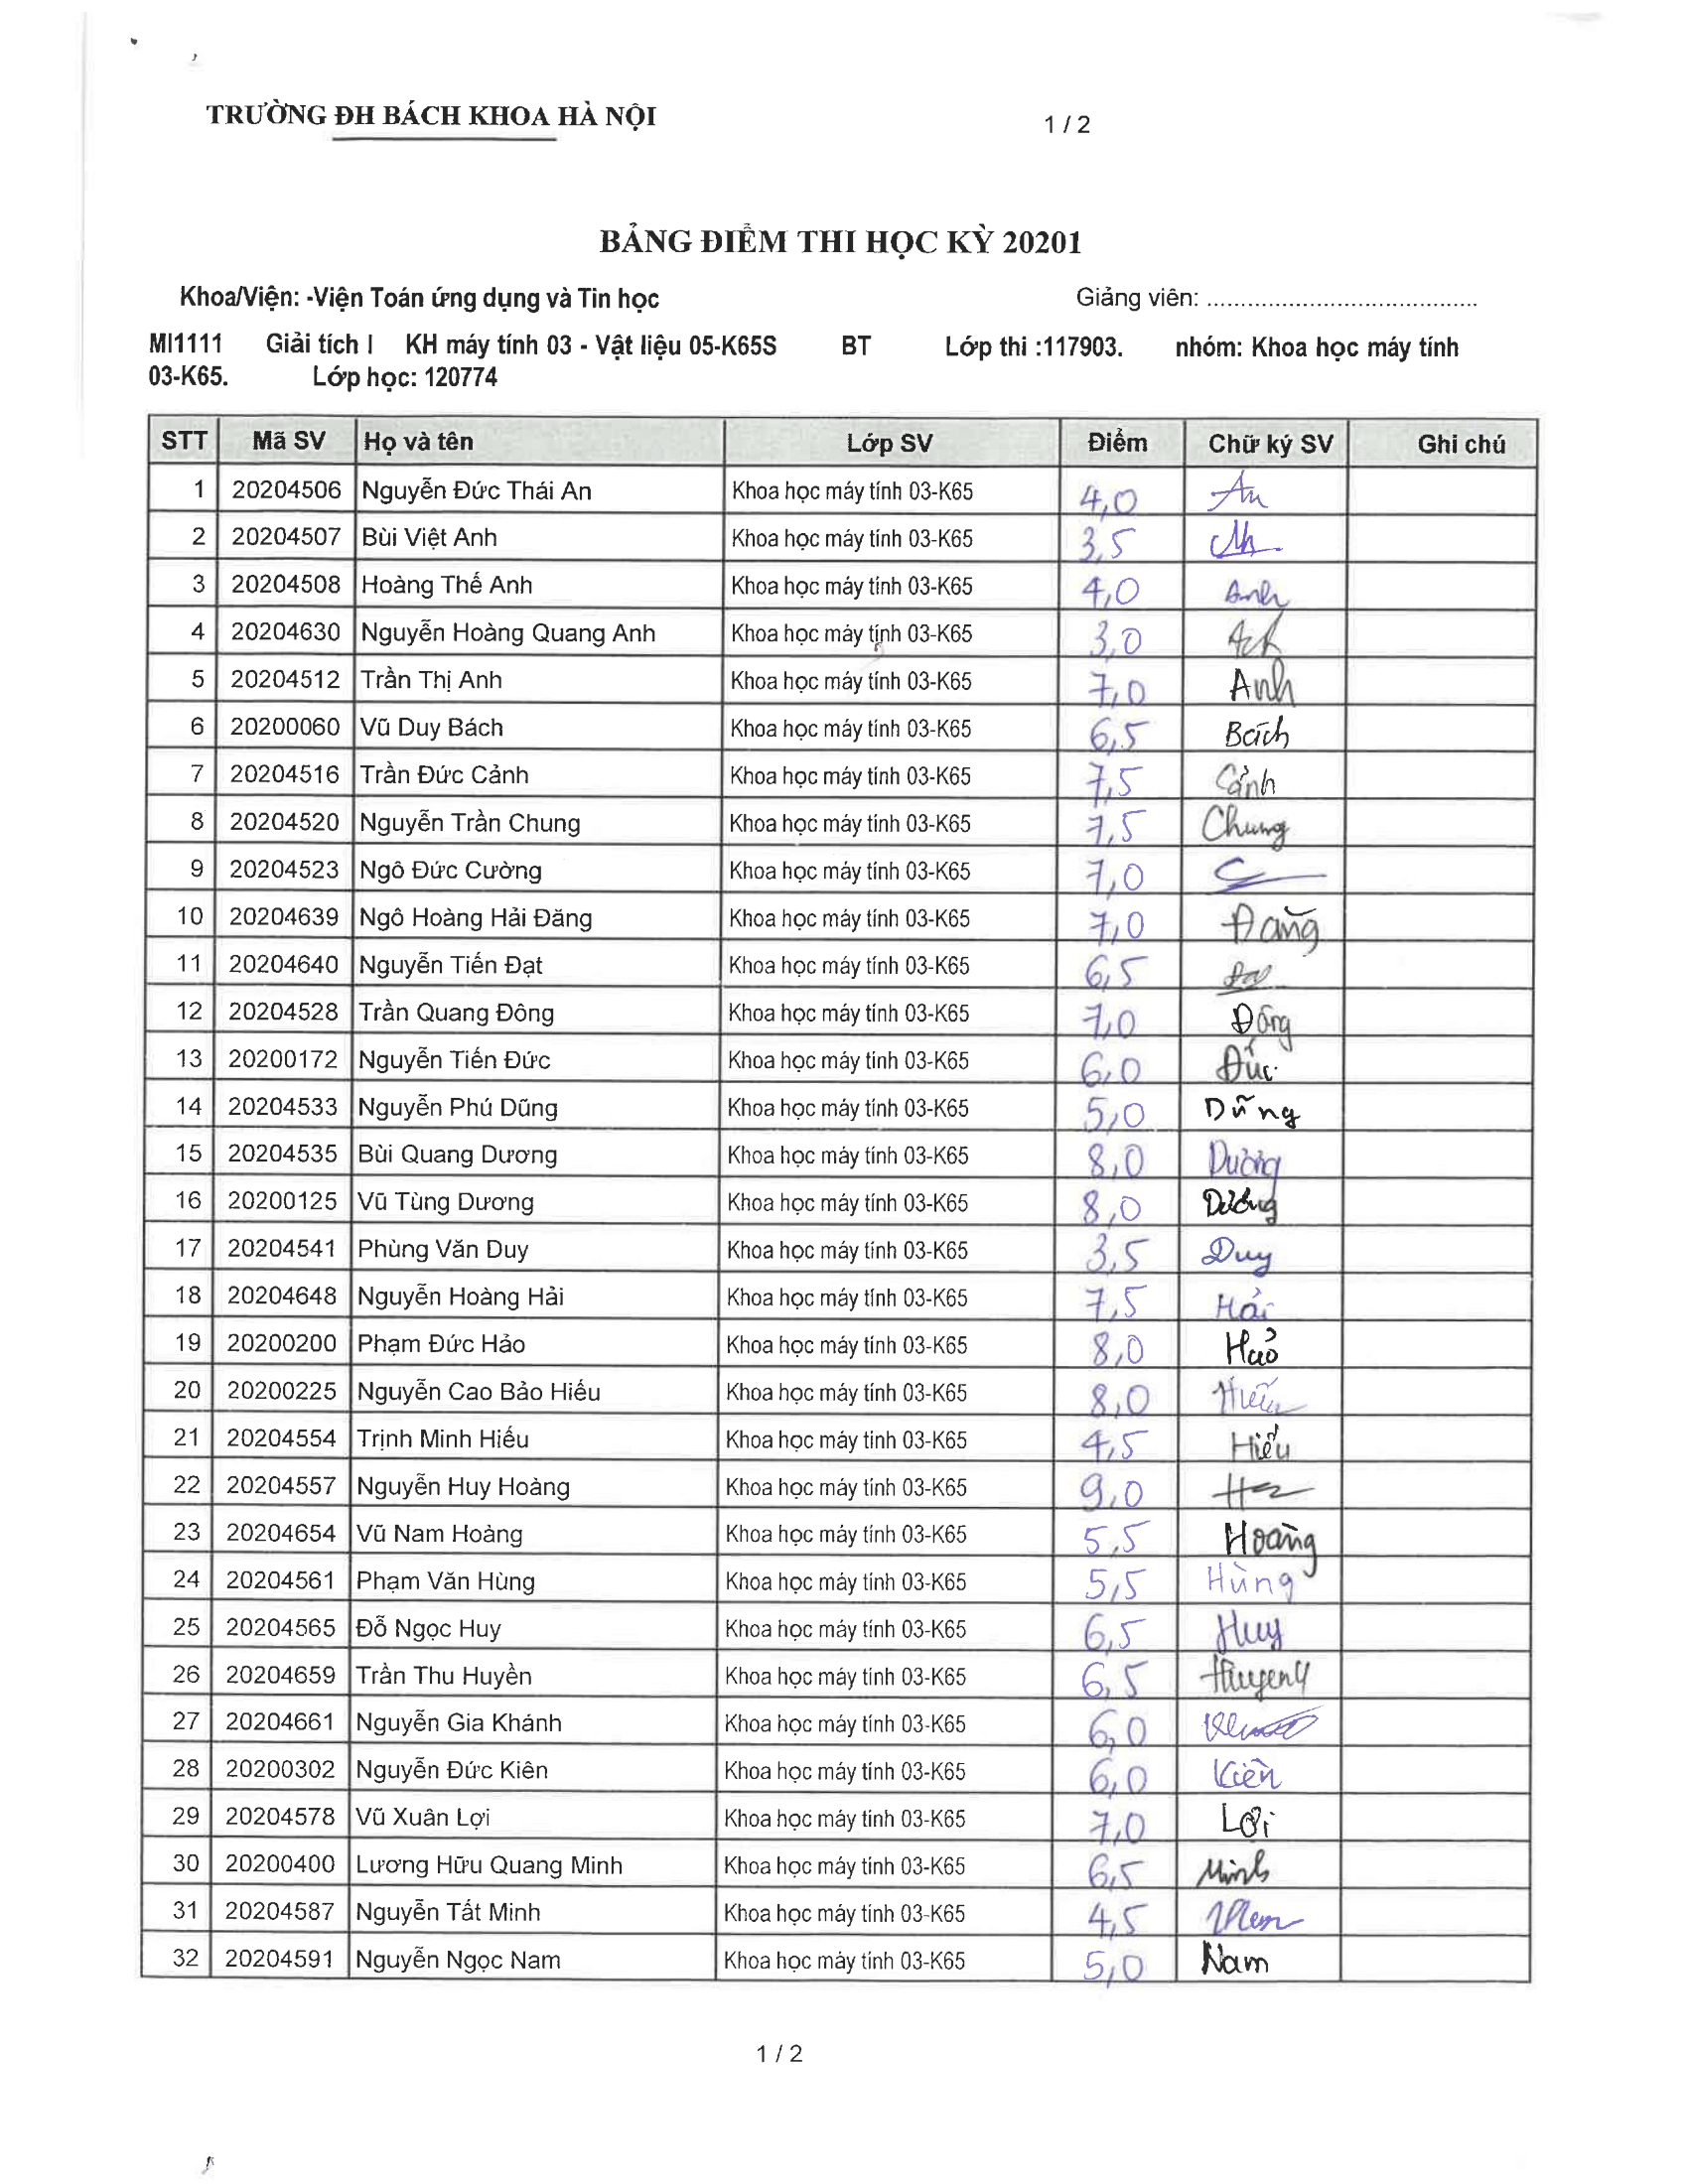 TRƯỜNG ĐH BÁCH KHOA HÀ NỘI
1 / 2
BẢNG ĐIỂM THI HỌC KỲ 20201
Khoa/Viện: -Viện Toán ứng dụng và Tin học Giảng viên: ........................................
MI1111 Giải tích I KH máy tính 03 - Vật liệu 05-K65S BT Lớp thi :117903. nhóm: Khoa học máy tính
03-K65. Lớp học: 120774
STT Mã SV Họ và tên Lớp SV Điểm Chữ ký SV Ghi chú
1 20204506 Nguyễn Đức Thái An Khoa học máy tính 03-K65 4,0 An
2 20204507 Bùi Việt Anh Khoa học máy tính 03-K65 3,5
3 20204508 Hoàng Thế Anh Khoa học máy tính 03-K65 4,0 Anh
4 20204630 Nguyễn Hoàng Quang Anh Khoa học máy tính 03-K65 3,0
5 20204512 Trần Thị Anh Khoa học máy tính 03-K65 7,0 Anh
6 20200060 Vũ Duy Bách Khoa học máy tính 03-K65 6,5 Bách
7 20204516 Trần Đức Cảnh Khoa học máy tính 03-K65 7,5 Cảnh
8 20204520 Nguyễn Trần Chung Khoa học máy tính 03-K65 7,5 Chung
9 20204523 Ngô Đức Cường Khoa học máy tính 03-K65 7,0
10 20204639 Ngô Hoàng Hải Đăng Khoa học máy tính 03-K65 7,0 Đăng
11 20204640 Nguyễn Tiến Đạt Khoa học máy tính 03-K65 6,5
12 20204528 Trần Quang Đông Khoa học máy tính 03-K65 7,0 Đông
13 20200172 Nguyễn Tiến Đức Khoa học máy tính 03-K65 6,0 Đức
14 20204533 Nguyễn Phú Dũng Khoa học máy tính 03-K65 5,0 Dũng
15 20204535 Bùi Quang Dương Khoa học máy tính 03-K65 8,0 Dương
16 20200125 Vũ Tùng Dương Khoa học máy tính 03-K65 8,0 Dương
17 20204541 Phùng Văn Duy Khoa học máy tính 03-K65 3,5 Duy
18 20204648 Nguyễn Hoàng Hải Khoa học máy tính 03-K65 7,5 Hải
19 20200200 Phạm Đức Hảo Khoa học máy tính 03-K65 8,0 Hảo
20 20200225 Nguyễn Cao Bảo Hiếu Khoa học máy tính 03-K65 8,0 Hiếu
21 20204554 Trịnh Minh Hiếu Khoa học máy tính 03-K65 4,5 Hiếu
22 20204557 Nguyễn Huy Hoàng Khoa học máy tính 03-K65 9,0
23 20204654 Vũ Nam Hoàng Khoa học máy tính 03-K65 5,5 Hoàng
24 20204561 Phạm Văn Hùng Khoa học máy tính 03-K65 5,5 Hùng
25 20204565 Đỗ Ngọc Huy Khoa học máy tính 03-K65 6,5 Huy
26 20204659 Trần Thu Huyền Khoa học máy tính 03-K65 6,5
27 20204661 Nguyễn Gia Khánh Khoa học máy tính 03-K65 6,0
28 20200302 Nguyễn Đức Kiên Khoa học máy tính 03-K65 6,0 Kiên
29 20204578 Vũ Xuân Lợi Khoa học máy tính 03-K65 7,0 Lợi
30 20200400 Lương Hữu Quang Minh Khoa học máy tính 03-K65 6,5 Minh
31 20204587 Nguyễn Tất Minh Khoa học máy tính 03-K65 4,5
32 20204591 Nguyễn Ngọc Nam Khoa học máy tính 03-K65 5,0 Nam
1 / 2